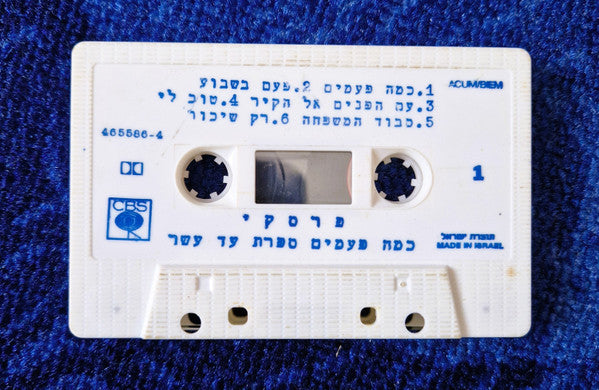 1.כמה פעמים 2.פעם בשבוע
ACUM/BIEM
3.עם הפנים אל הקיר 4.טוב לי
5.כבוד המשפחה 6.רק שיכור
465586-4
1
CBS
פרסקי
כמה פעמים ספרת עד עשר
תוצרת ישראל
MADE IN ISRAEL